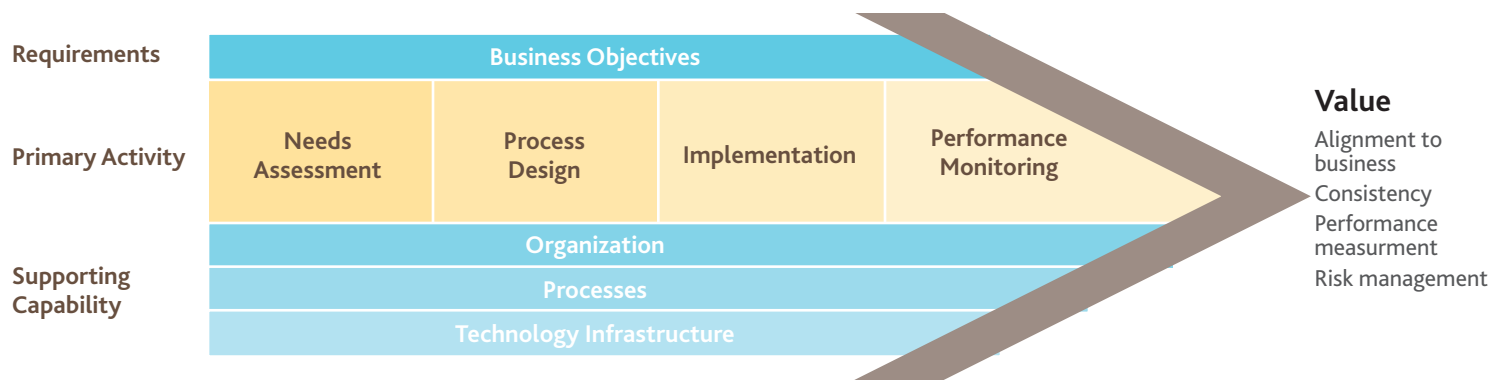 Requirements
Business Objectives
Primary Activity
Needs
Assessment
Process
Design
Implementation
Performance
Monitoring
Supporting
Capability
Organization
Processes
Technology Infrastructure
Value
Alignment to
business
Consistency
Performance
measurment
Risk management